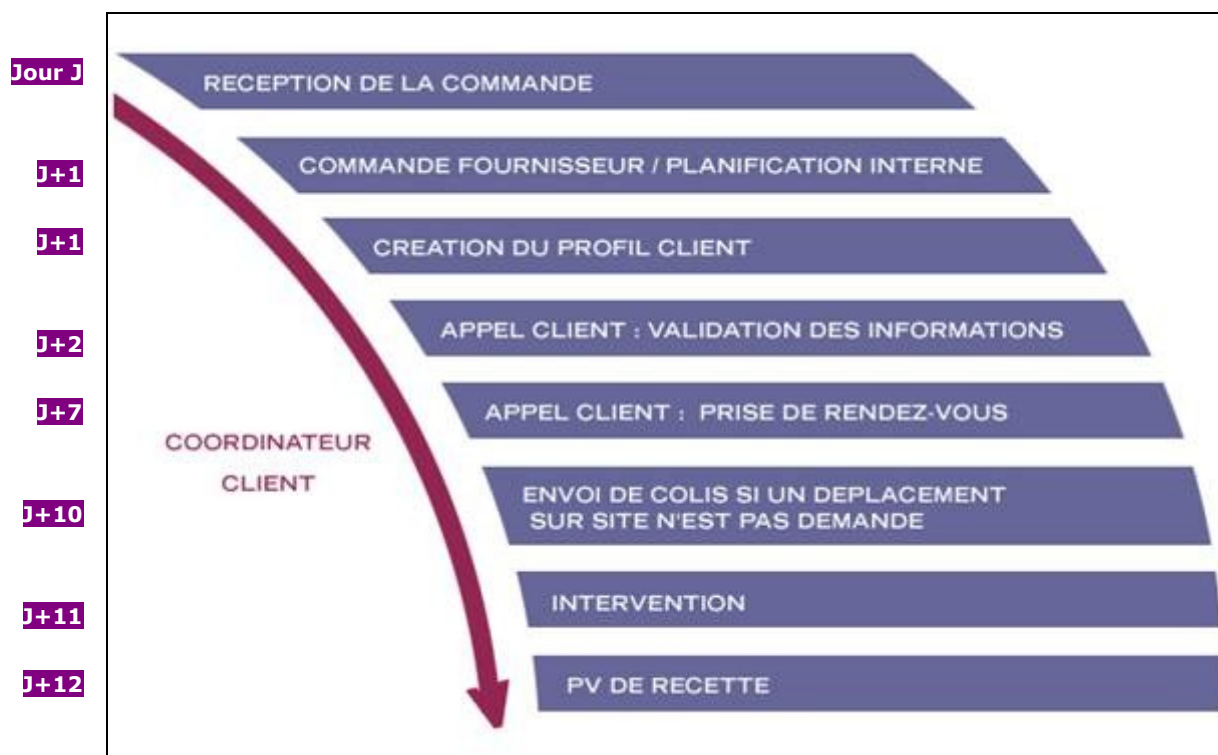 Jour J
RECEPTION DE LA COMMANDE
J+1
COMMANDE FOURNISSEUR / PLANIFICATION INTERNE
J+1
CREATION DU PROFIL CLIENT
J+2
APPEL CLIENT : VALIDATION DES INFORMATIONS
J+7
APPEL CLIENT : PRISE DE RENDEZ-VOUS
COORDINATEUR
CLIENT
J+10
ENVOI DE COLIS SI UN DEPLACEMENT
SUR SITE N'EST PAS DEMANDE
J+11
INTERVENTION
J+12
PV DE RECETTE